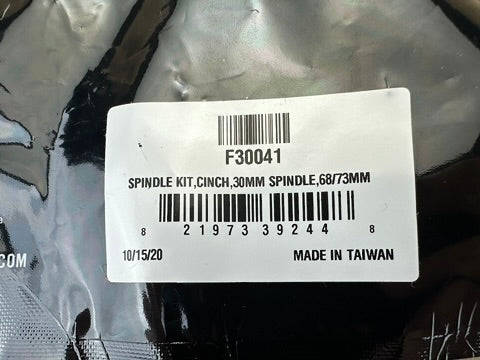 F30041
SPINDLE KIT,CINCH,30MM SPINDLE,68/73MM
8 21973 39244 8
10/15/20 MADE IN TAIWAN
.COM